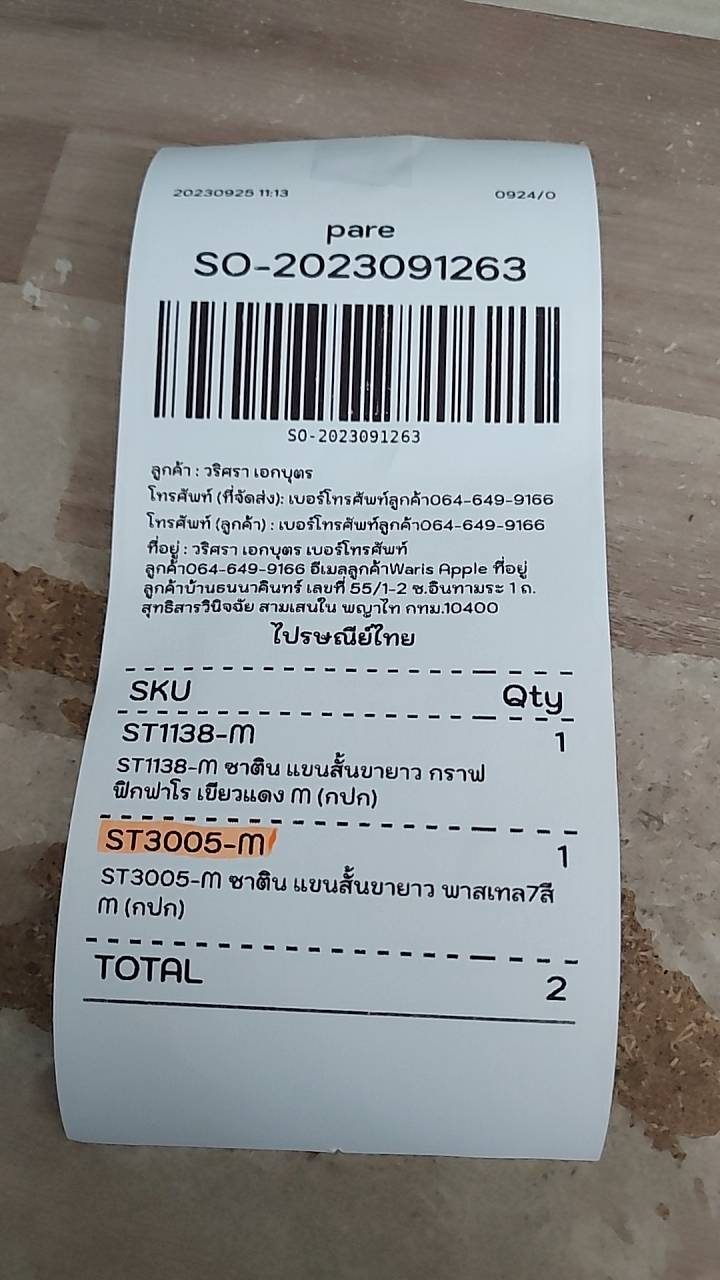 20230925 11:13 0924/0
pare
SO-2023091263
SO-2023091263
ลูกค้า : วริศรา เอกบุตร
โทรศัพท์ (ที่จัดส่ง): เบอร์โทรศัพท์ลูกค้า064-649-9166
โทรศัพท์ (ลูกค้า) : เบอร์โทรศัพท์ลูกค้า064-649-9166
ที่อยู่ : วริศรา เอกบุตร เบอร์โทรศัพท์
ลูกค้า064-649-9166 อีเมลลูกค้าWaris Apple ที่อยู่
ลูกค้าบ้านธนนาคินทร์ เลขที่ 55/1-2 ซ.อินทามระ 1 ถ.
สุทธิสารวินิจฉัย สามเสนใน พญาไท กทม.10400
ไปรษณีย์ไทย
SKU Qty
ST1138-M 1
ST1138-M ซาติน แขนสั้นขายาว กราฟ
ฟิกฟาโร เขียวแดง M (กปก)
ST3005-M 1
ST3005-M ซาติน แขนสั้นขายาว พาสเทล7สี
M (กปก)
TOTAL 2